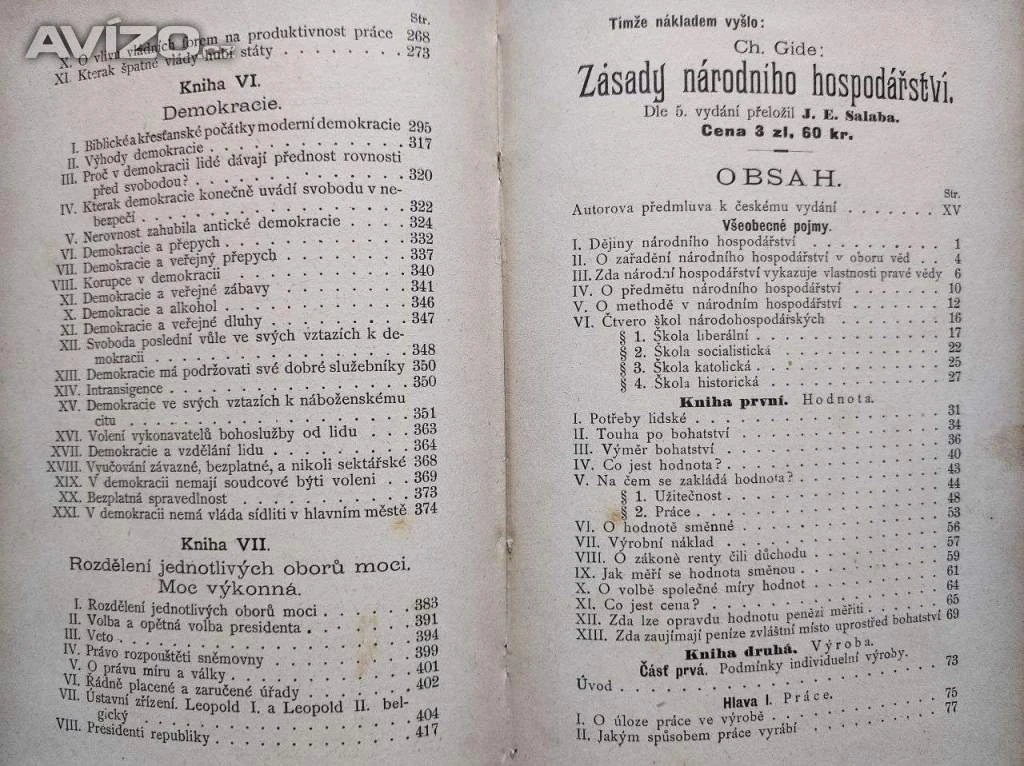 AVÍZO.cz
Str.
X. O vlivu vládních forem na produktivnost práce 268
XI. Kterak špatné vlády hubí státy . . . . . 273
Kniha VI.
Demokracie.
I. Biblické a křesťanské počátky moderní demokracie 295
II. Výhody demokracie . . . . . . . . . . . 317
III. Proč v demokracii lidé dávají přednost rovnosti
před svobodou? . . . . . . . . . . . 320
IV. Kterak demokracie konečně uvádí svobodu v ne-
bezpečí . . . . . . . . . . . . . 322
V. Nerovnost zahubila antické demokracie . . . . 324
VI. Demokracie a přepych . . . . . . . . . 332
VII. Demokracie a veřejný přepych . . . . . . 337
VIII. Korupce v demokracii . . . . . . . . . 340
XI. Demokracie a veřejné zábavy . . . . . . 341
X. Demokracie a alkohol . . . . . . . . . 346
XI. Demokracie a veřejné dluhy . . . . . . . 347
XII. Svoboda poslední vůle ve svých vztazích k de-
mokracii . . . . . . . . . . . . . 348
XIII. Demokracie má podržovati své dobré služebníky 350
XIV. Intransigence . . . . . . . . . . . . 350
XV. Demokracie ve svých vztazích k náboženskému
citu . . . . . . . . . . . . . . 351
XVI. Volení vykonavatelů bohoslužby od lidu . . . 363
XVII. Demokracie a vzdělání lidu . . . . . . . 364
XVIII. Vyučování závazné, bezplatné, a nikoli sektářské 368
XIX. V demokracii nemají soudcové býti voleni . . 369
XX. Bezplatná spravedlnost . . . . . . . . . 373
XXI. V demokracii nemá vláda sídliti v hlavním městě 374
Kniha VII.
Rozdělení jednotlivých oborů moci.
Moc výkonná.
I. Rozdělení jednotlivých oborů moci . . . . . 383
II. Volba a opětná volba presidenta . . . . . . 391
III. Veto . . . . . . . . . . . . . . . 394
IV. Právo rozpouštěti sněmovny . . . . . . . 399
V. O právu míru a války . . . . . . . . . 401
VI. Řádně placené a zaručené úřady . . . . . 402
VII. Ústavní zřízení. Leopold I. a Leopold II. bel-
gický . . . . . . . . . . . . . . 404
VIII. Presidenti republiky . . . . . . . . . . 417
Tímže nákladem vyšlo:
Ch. Gide:
Zásady národního hospodářství.
Dle 5. vydání přeložil J. E. Salaba.
Cena 3 zl, 60 kr.
OBSAH.
Str.
Autorova předmluva k českému vydání . . . . . . XV
Všeobecné pojmy.
I. Dějiny národního hospodářství . . . . . . . . 1
II. O zařadění národního hospodářství v oboru věd . . 4
III. Zda národní hospodářství vykazuje vlastnosti pravé vědy 6
IV. O předmětu národního hospodářství . . . . . . 10
V. O methodě v národním hospodářství . . . . . . 12
VI. Čtvero škol národohospodářských . . . . . . . 16
§ 1. Škola liberální . . . . . . . . . . . 17
§ 2. Škola socialistická . . . . . . . . . . 22
§ 3. Škola katolická . . . . . . . . . . . 25
§ 4. Škola historická . . . . . . . . . . . 27
Kniha první. Hodnota.
I. Potřeby lidské . . . . . . . . . . . . . 31
II. Touha po bohatství . . . . . . . . . . . 34
III. Výměr bohatství . . . . . . . . . . . . 36
IV. Co jest hodnota? . . . . . . . . . . . . 40
V. Na čem se zakládá hodnota? . . . . . . . . 43
§ 1. Užitečnost . . . . . . . . . . . . 44
§ 2. Práce . . . . . . . . . . . . . . 48
VI. O hodnotě směnné . . . . . . . . . . . 53
VII. Výrobní náklad . . . . . . . . . . . . 56
VIII. O zákoně renty čili důchodu . . . . . . . . 57
IX. Jak měří se hodnota směnou . . . . . . . . 59
X. O volbě společné míry hodnot . . . . . . . 61
XI. Co jest cena? . . . . . . . . . . . . . 64
XII. Zda lze opravdu hodnotu penězi měřiti . . . . . 65
XIII. Zda zaujímají peníze zvláštní místo uprostřed bohatství 69
Kniha druhá. Výroba.
Část prvá. Podmínky individuelní výroby.
Úvod . . . . . . . . . . . . . . . . . 73
Hlava I. Práce.
I. O úloze práce ve výrobě . . . . . . . . . . 75
II. Jakým způsobem práce vyrábí . . . . . . . . 77